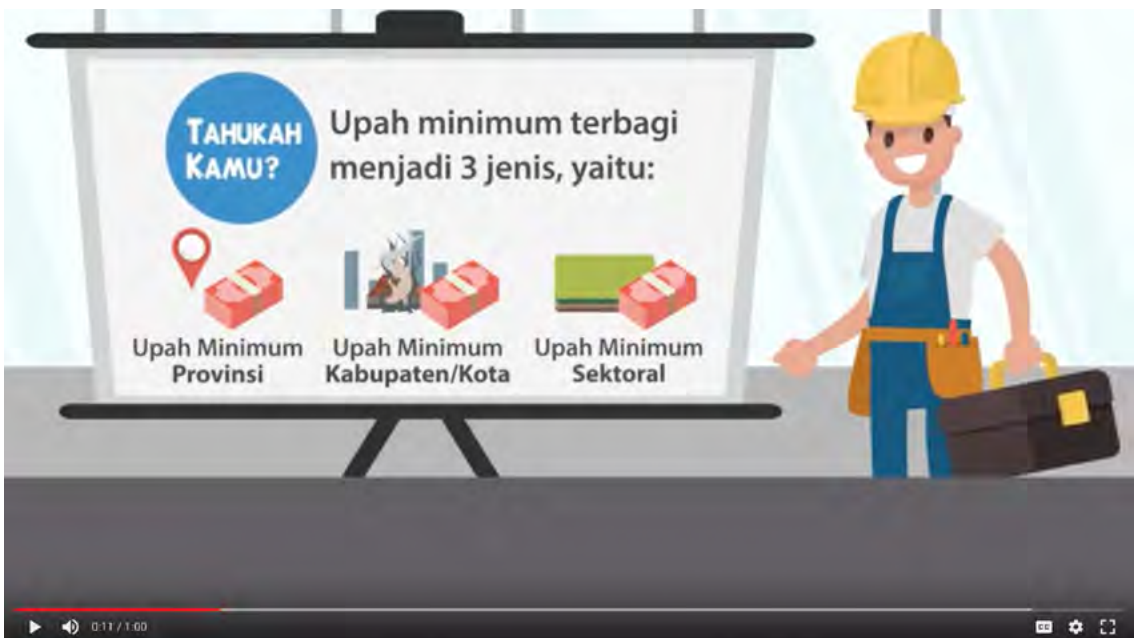 TAHUKAH
KAMU?
Upah minimum terbagi
menjadi 3 jenis, yaitu:
Upah Minimum
Provinsi
Upah Minimum
Kabupaten/Kota
Upah Minimum
Sektoral
0:11 / 1:00
CC